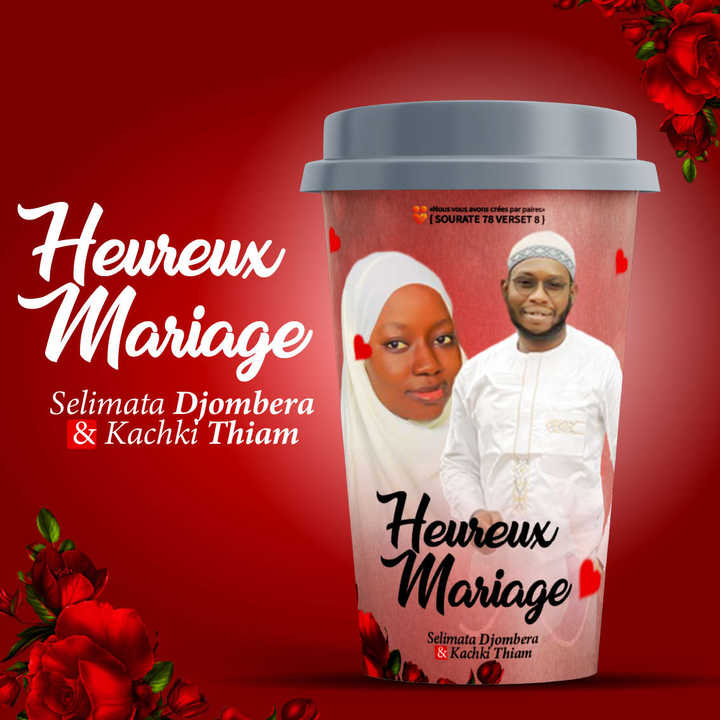 Heureux
Mariage
Selimata Djombera
& Kachki Thiam
«Nous vous avons crées par paires»
{ SOURATE 78 VERSET 8 }
Heureux
Mariage
Selimata Djombera
& Kachki Thiam